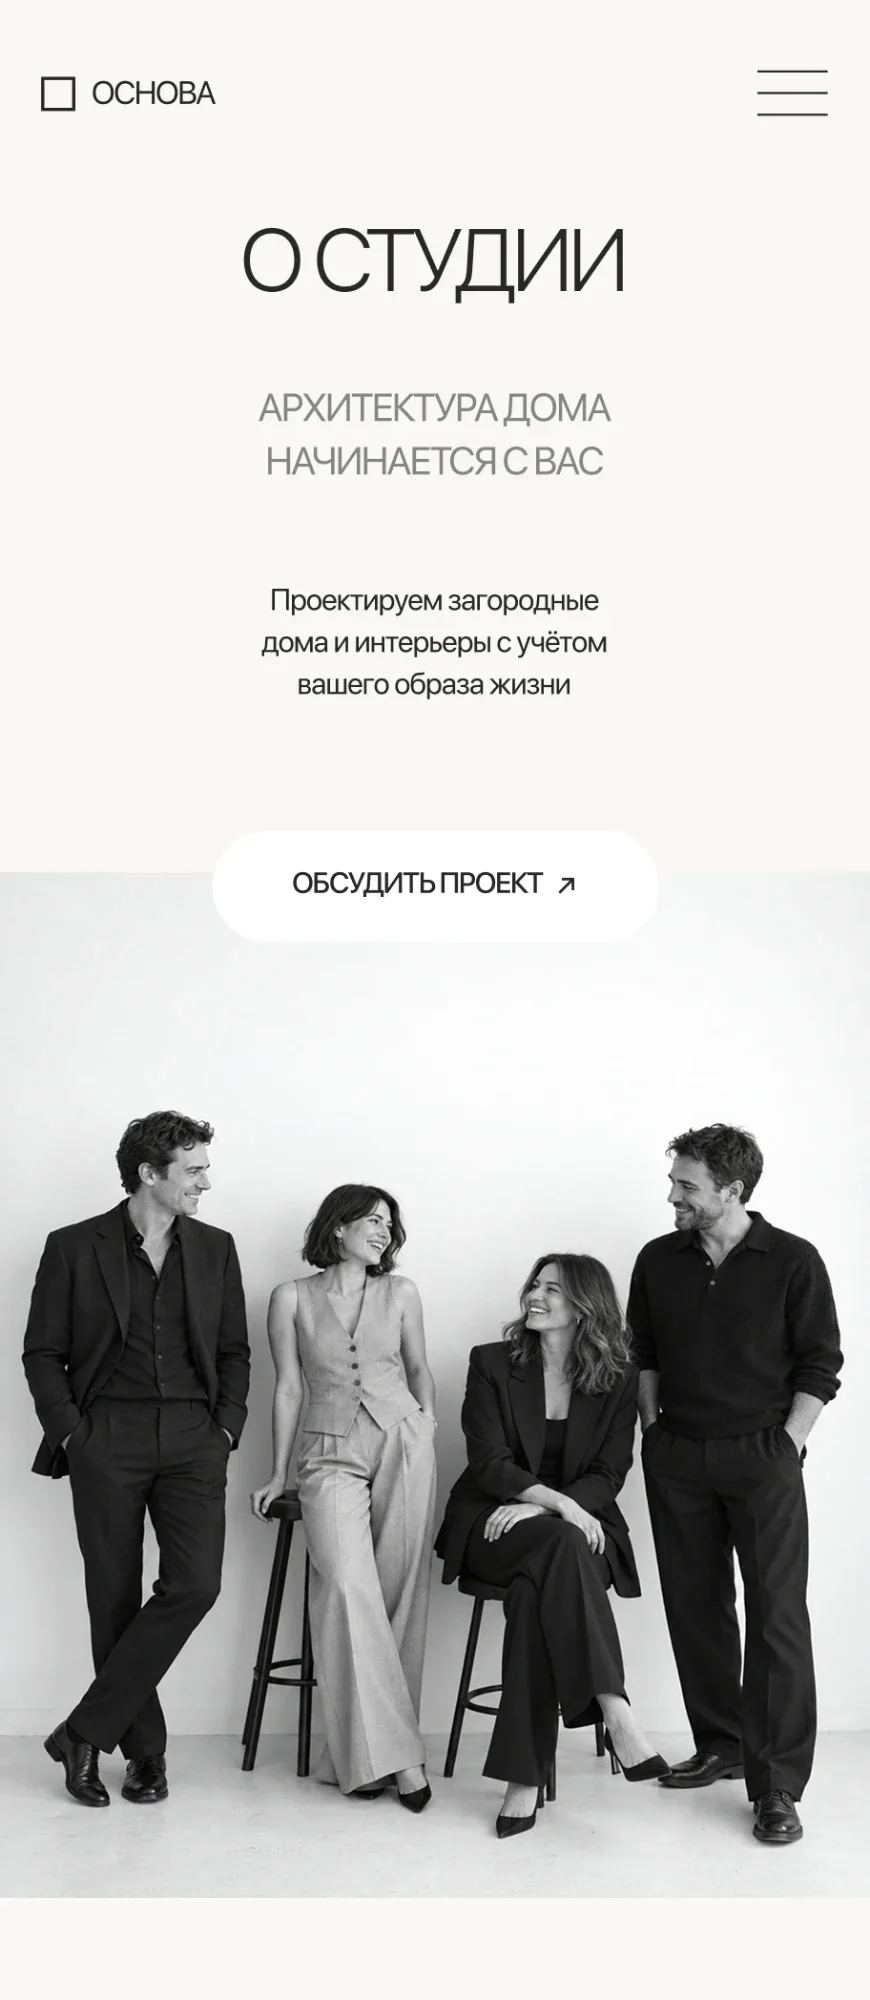 ОСНОВА
О СТУДИИ
АРХИТЕКТУРА ДОМА
НАЧИНАЕТСЯ С ВАС
Проектируем загородные
дома и интерьеры с учётом
вашего образа жизни
ОБСУДИТЬ ПРОЕКТ ↗